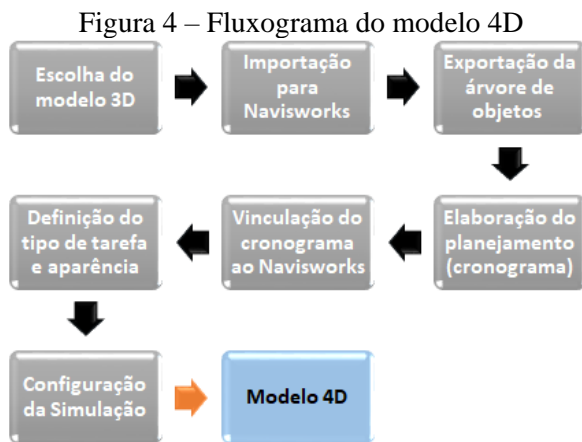 Figura 4 – Fluxograma do modelo 4D
Escolha do
modelo 3D
Importação
para
Navisworks
Exportação da
árvore de
objetos
Elaboração do
planejamento
(cronograma)
Vinculação do
cronograma
ao Navisworks
Definição do
tipo de tarefa
e aparência
Configuração
da Simulação
Modelo 4D